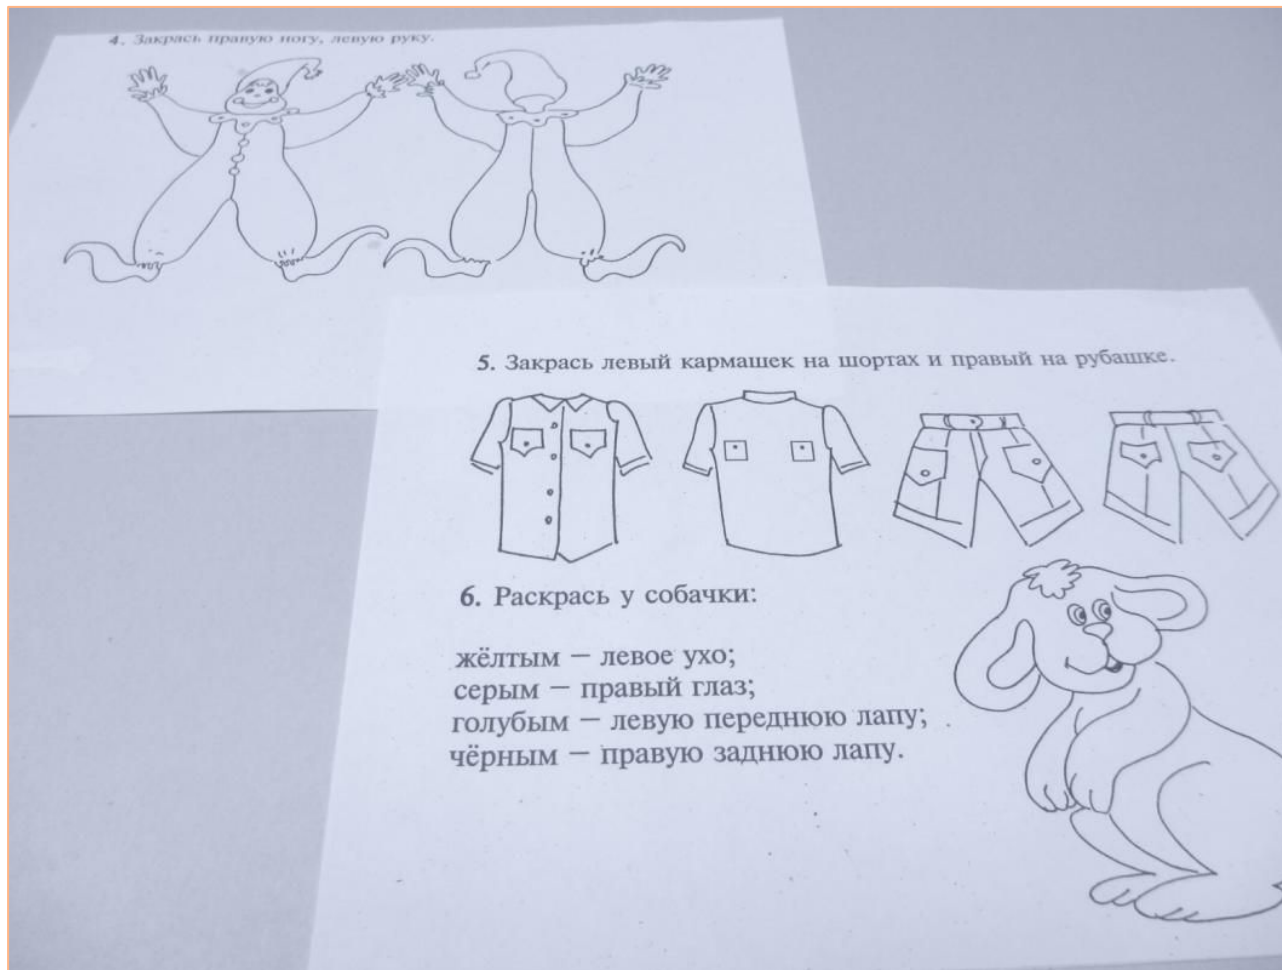 4. Закрась правую ногу, левую руку.
5. Закрась левый кармашек на шортах и правый на рубашке.
6. Раскрась у собачки:
жёлтым — левое ухо;
серым — правый глаз;
голубым — левую переднюю лапу;
чёрным — правую заднюю лапу.